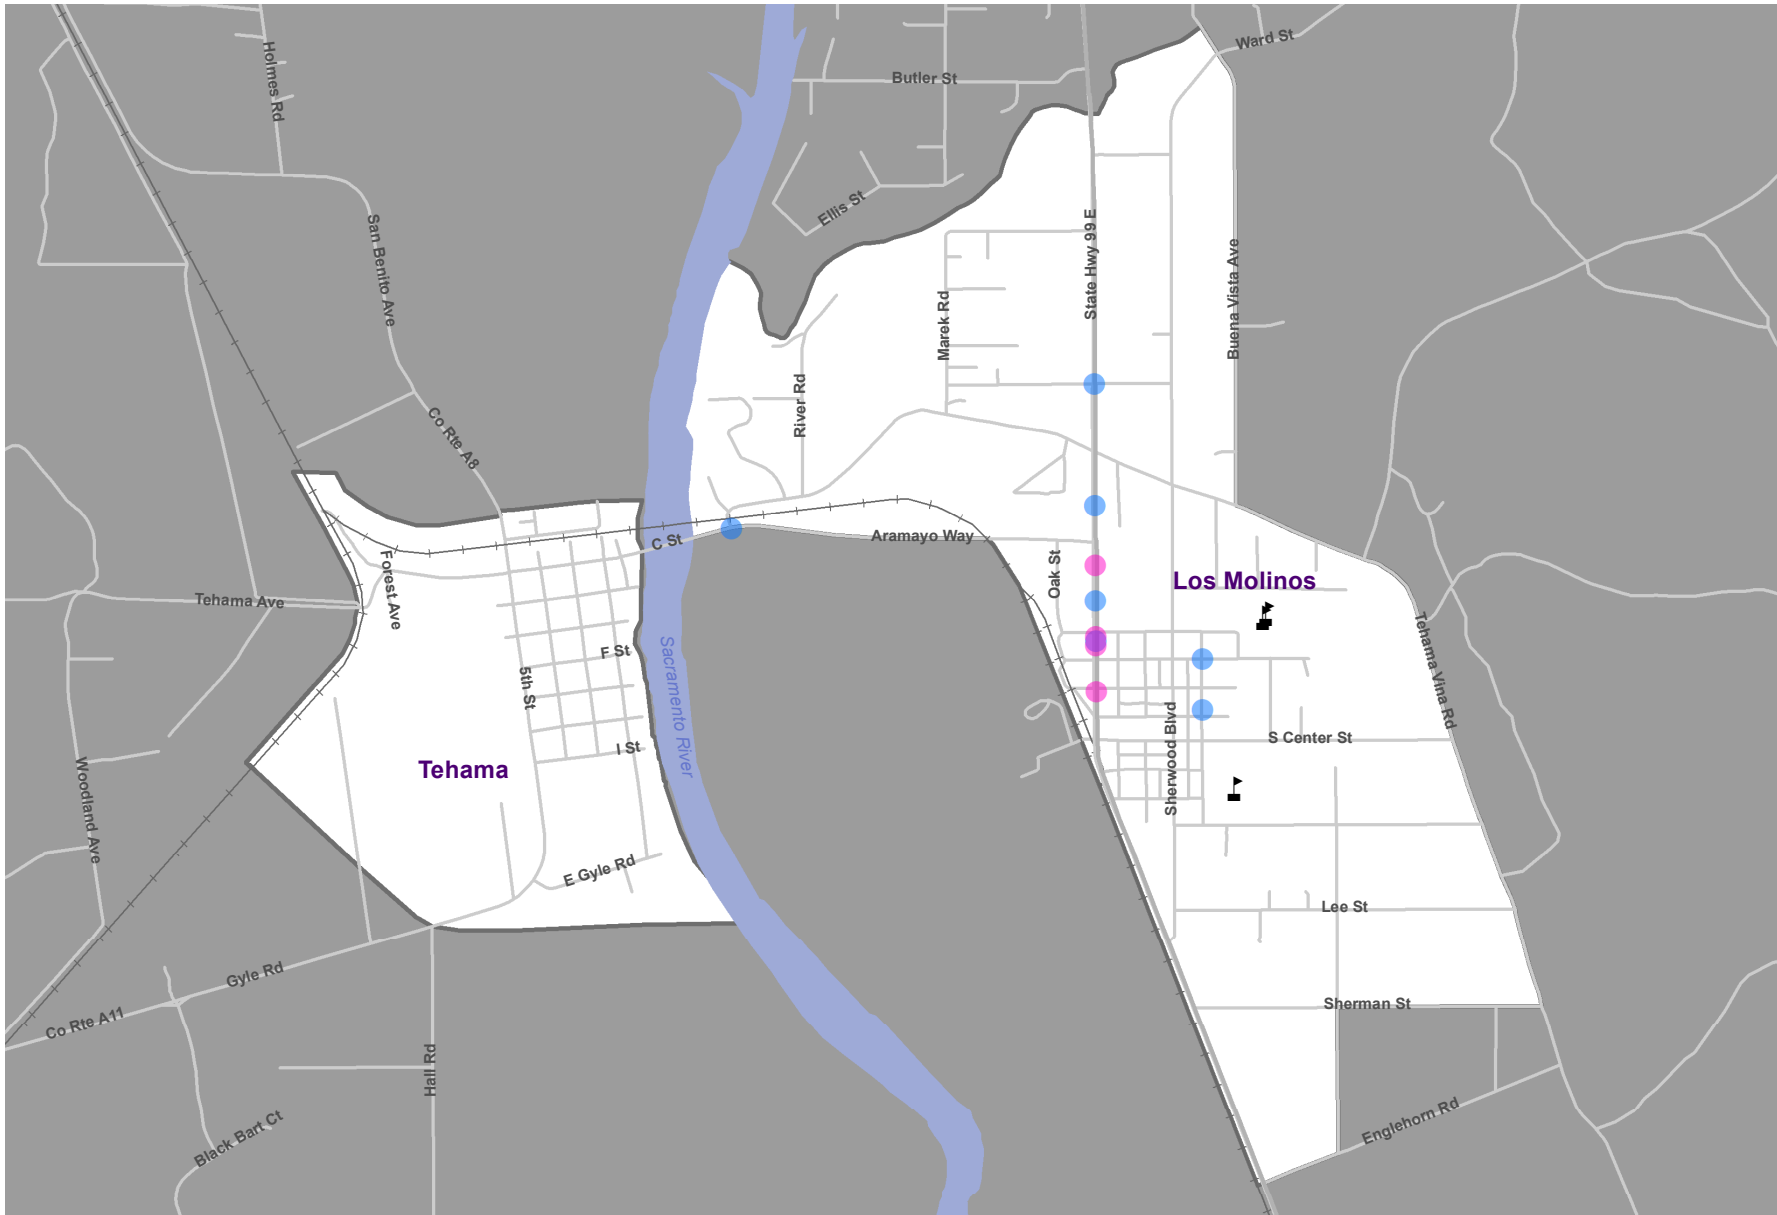 Ward St
Holmes Rd
Butler St
Ellis St
San Benito Ave
State Hwy 99 E
Buena Vista Ave
Marek Rd
River Rd
Co Rte A8
C St
Aramayo Way
Oak St
Los Molinos
Forest Ave
Tehama Ave
F St
5th St
Sacramento River
Tehama Vina Rd
Sherwood Blvd
S Center St
I St
Tehama
Woodland Ave
E Gyle Rd
Lee St
Gyle Rd
Sherman St
Co Rte A11
Hall Rd
Black Bart Ct
Englehorn Rd